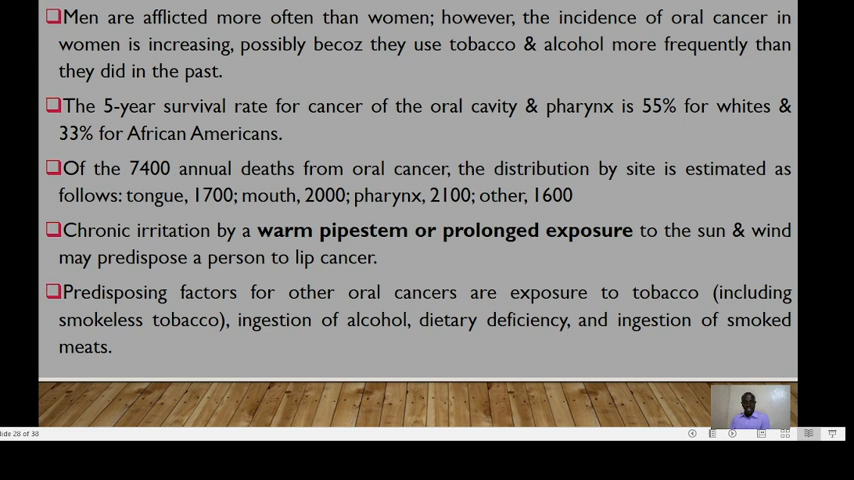 Men are afflicted more often than women; however, the incidence of oral cancer in
women is increasing, possibly becoz they use tobacco & alcohol more frequently than
they did in the past.
The 5-year survival rate for cancer of the oral cavity & pharynx is 55% for whites &
33% for African Americans.
Of the 7400 annual deaths from oral cancer, the distribution by site is estimated as
follows: tongue, 1700; mouth, 2000; pharynx, 2100; other, 1600
Chronic irritation by a warm pipestem or prolonged exposure to the sun & wind
may predispose a person to lip cancer.
Predisposing factors for other oral cancers are exposure to tobacco (including
smokeless tobacco), ingestion of alcohol, dietary deficiency, and ingestion of smoked
meats.
lide 28 of 38